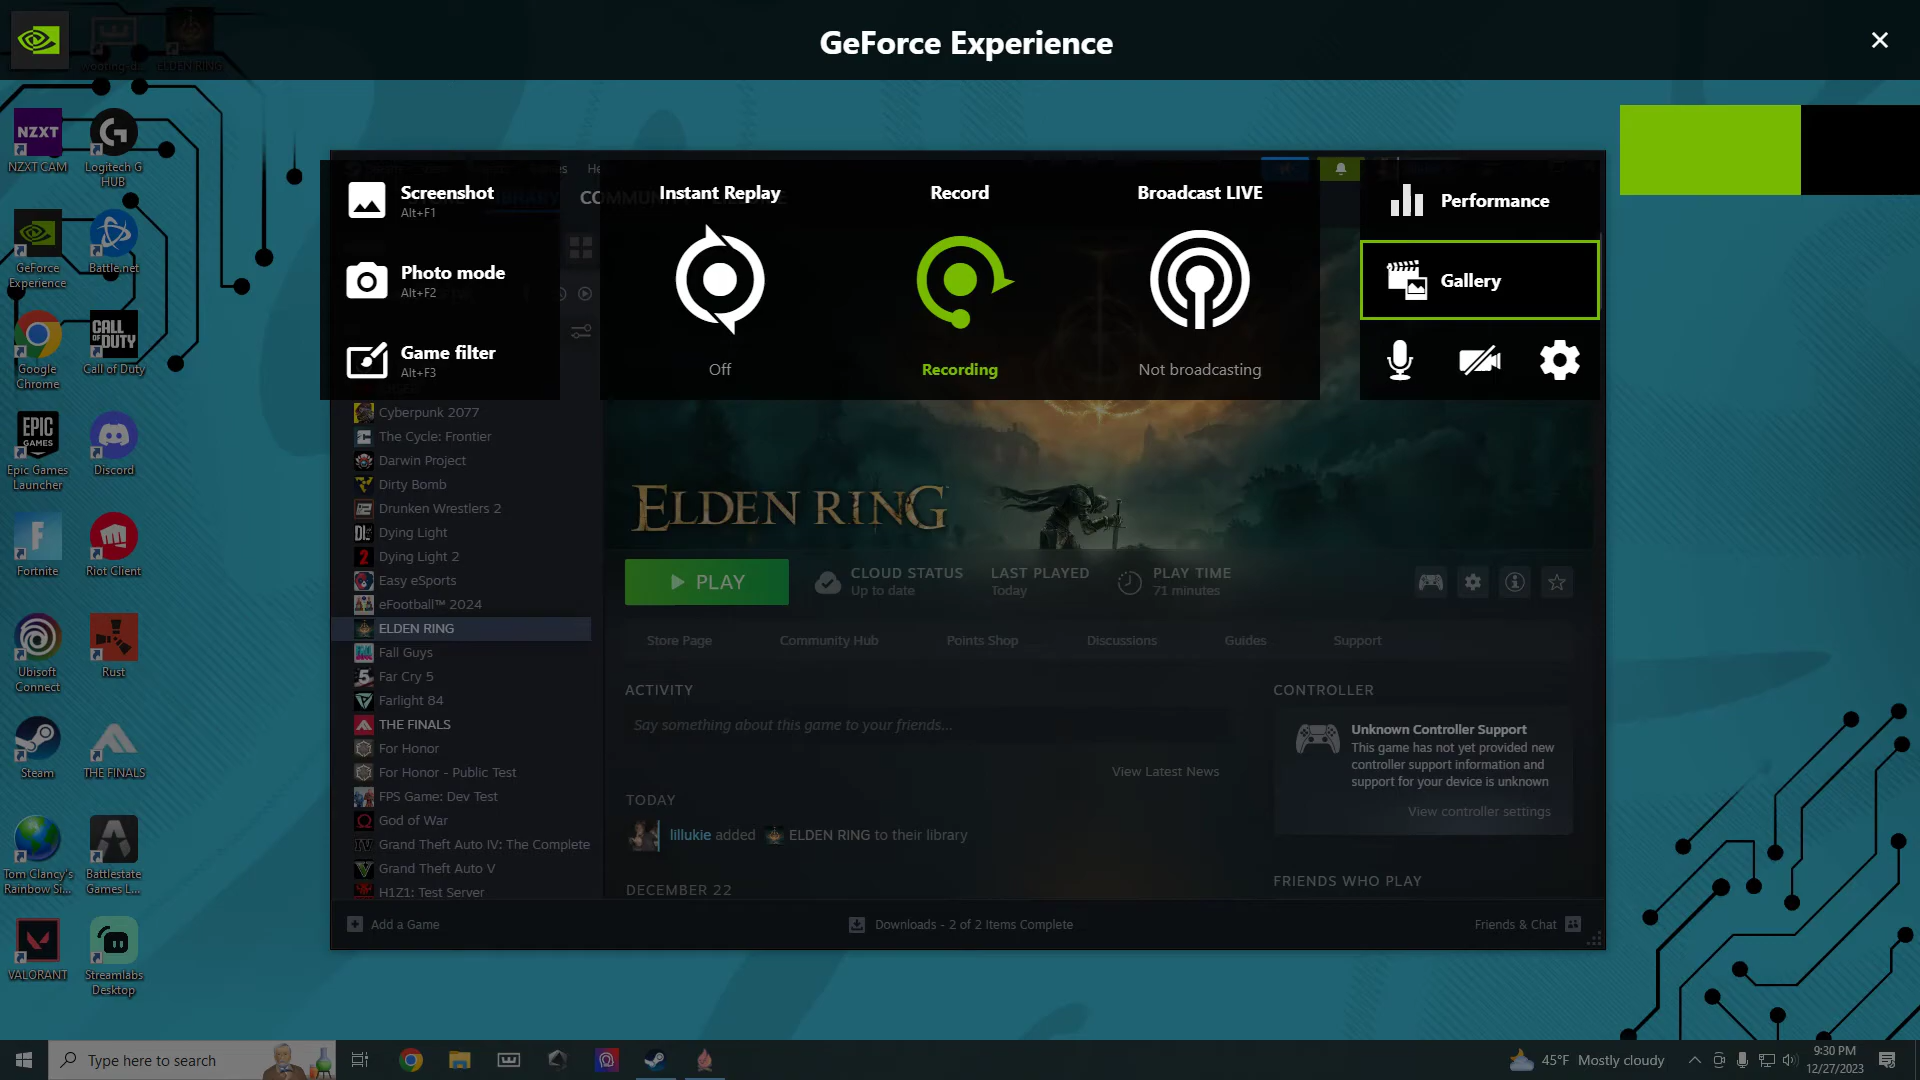 GeForce Experience
ELDEN RING
NZXT
NZXT CAM
Logitech G
HUB
GeForce
Experience
Battle.net
Google
Chrome
CALL OF DUTY
Call of Duty
EPIC
GAMES
Epic Games
Launcher
Discord
Fortnite
Riot Client
Ubisoft
Connect
Rust
Steam
THE FINALS
Tom Clancy's
Rainbow Si...
Battlestate
Games L...
VALORANT
Streamlabs
Desktop
Screenshot
Alt+F1
Photo mode
Alt+F2
Game filter
Alt+F3
Instant Replay
Off
Record
Recording
Broadcast LIVE
Not broadcasting
Performance
Gallery
Cyberpunk 2077
The Cycle: Frontier
Darwin Project
Dirty Bomb
Drunken Wrestlers 2
Dying Light
Dying Light 2
Easy eSports
eFootball™ 2024
ELDEN RING
Fall Guys
Far Cry 5
Farlight 84
THE FINALS
For Honor
For Honor - Public Test
FPS Game: Dev Test
God of War
Grand Theft Auto IV: The Complete
Grand Theft Auto V
H1Z1: Test Server
ELDEN RING
PLAY
CLOUD STATUS
Up to date
LAST PLAYED
Today
PLAY TIME
71 minutes
Store Page
Community Hub
Points Shop
Discussions
Guides
Support
ACTIVITY
Say something about this game to your friends...
View Latest News
TODAY
lillukie added ELDEN RING to their library
DECEMBER 22
CONTROLLER
Unknown Controller Support
This game has not yet provided new
controller support information and
support for your device is unknown
View controller settings
FRIENDS WHO PLAY
Add a Game
Downloads - 2 of 2 Items Complete
Friends & Chat
Type here to search
45°F Mostly cloudy
9:30 PM
12/27/2023